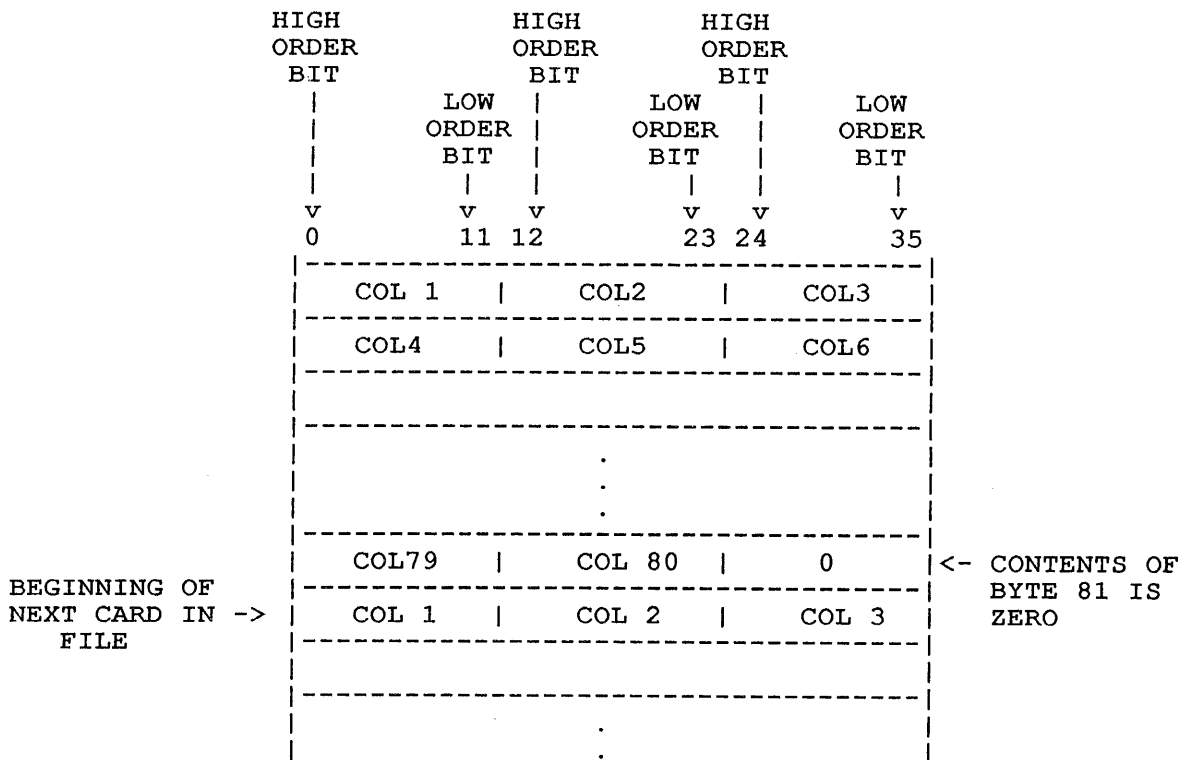 HIGH HIGH HIGH
ORDER ORDER ORDER
BIT BIT BIT
| LOW | LOW | LOW
| ORDER | ORDER | ORDER
| BIT | BIT | BIT
| | | | | |
v v v v v v
0 11 12 23 24 35
COL 1 | COL2 | COL3
COL4 | COL5 | COL6
.
.
.
COL79 | COL 80 | 0 <- CONTENTS OF
BEGINNING OF BYTE 81 IS
NEXT CARD IN -> COL 1 | COL 2 | COL 3 ZERO
FILE
.
.